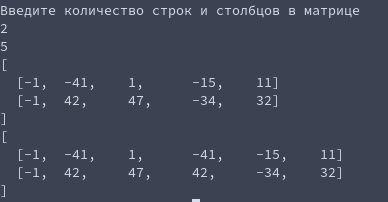 Введите количество строк и столбцов в матрице
2
5
[
[-1, -41, 1, -15, 11]
[-1, 42, 47, -34, 32]
]
[
[-1, -41, 1, -41, -15, 11]
[-1, 42, 47, 42, -34, 32]
]